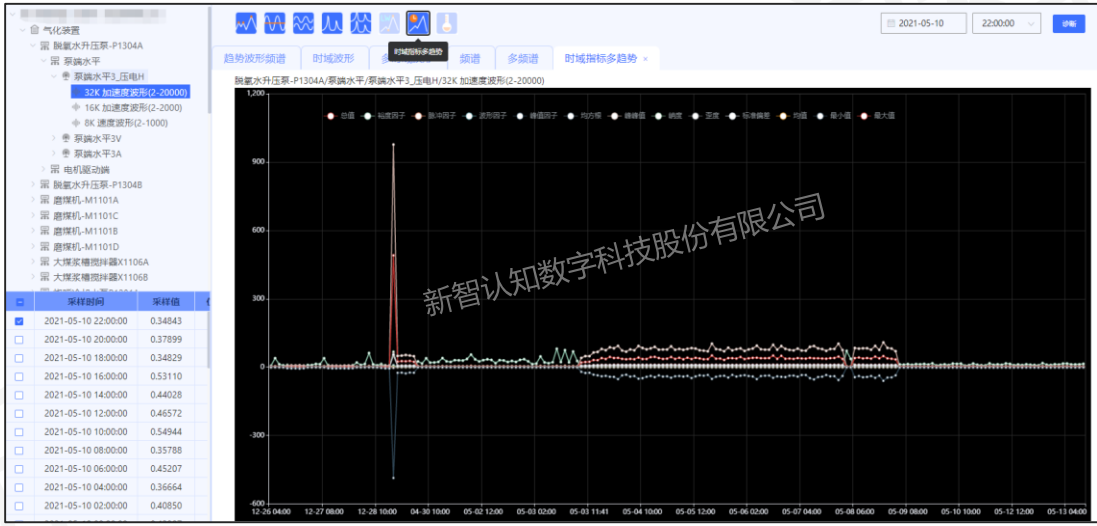 气化装置
脱氧水升压泵-P1304A
泵端水平
泵端水平3_压电H
32K 加速度波形(2-20000)
16K 加速度波形(2-2000)
8K 速度波形(2-1000)
泵端水平3V
泵端水平3A
电机驱动端
脱氧水升压泵-P1304B
磨煤机-M1101A
磨煤机-M1101C
磨煤机-M1101B
磨煤机-M1101D
大煤浆槽搅拌器X1106A
大煤浆槽搅拌器X1106B
采样时间 采样值
2021-05-10 22:00:00 0.34843
2021-05-10 20:00:00 0.37899
2021-05-10 18:00:00 0.34829
2021-05-10 16:00:00 0.53110
2021-05-10 14:00:00 0.44028
2021-05-10 12:00:00 0.46572
2021-05-10 10:00:00 0.54944
2021-05-10 08:00:00 0.35788
2021-05-10 06:00:00 0.45207
2021-05-10 04:00:00 0.36664
2021-05-10 02:00:00 0.40850
2021-05-10 22:00:00 诊断
时域指标多趋势
趋势波形频谱 时域波形 频谱 多频谱 时域指标多趋势 ×
脱氧水升压泵-P1304A/泵端水平/泵端水平3_压电H/32K 加速度波形(2-20000)
总值 裕度因子 脉冲因子 波形因子 峰值因子 均方根 峰峰值 峭度 歪度 标准偏差 均值 最小值 最大值
1,200
900
600
300
0
-300
-600
12-26 04:00 12-27 08:00 12-28 10:00 04-30 10:00 05-02 12:00 05-03 02:00 05-03 11:41 05-04 10:00 05-05 12:00 05-06 02:00 05-07 04:00 05-08 06:00 05-09 08:00 05-10 10:00 05-12 12:00 05-13 04:00
新智认知数字科技股份有限公司